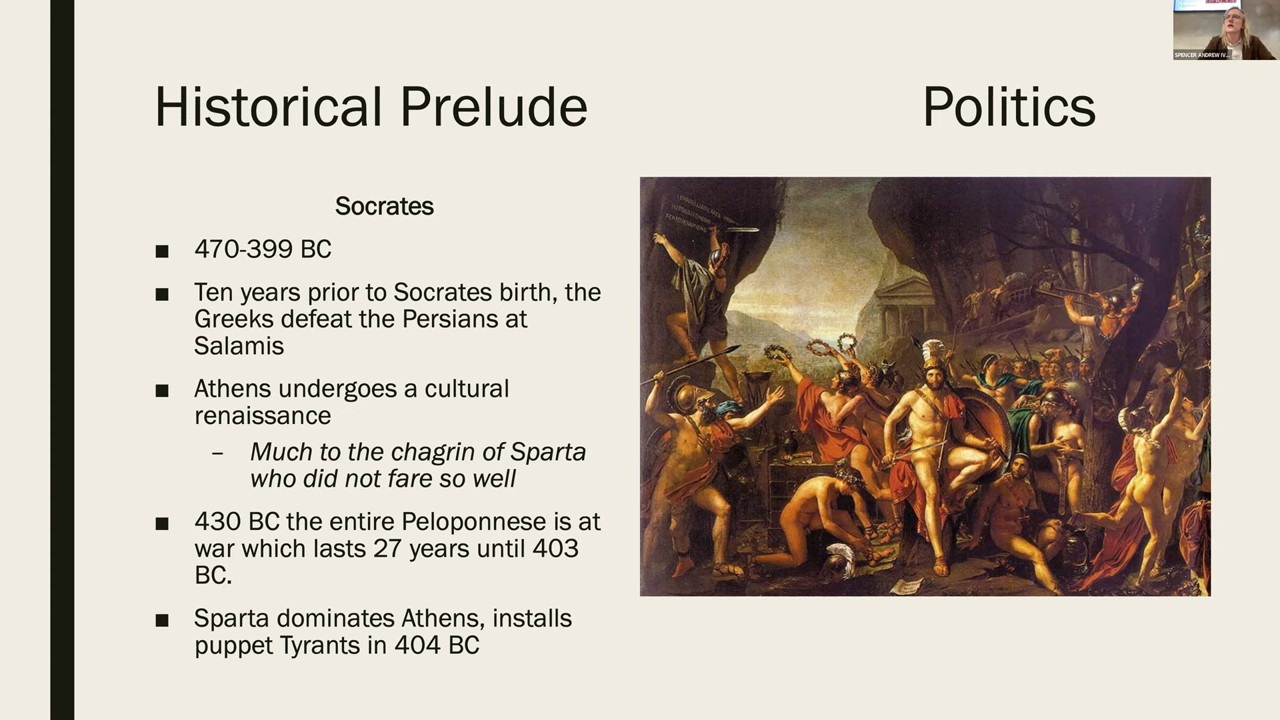 SPENCER ANDREW IV...
Historical Prelude
Politics
Socrates
■ 470-399 BC
■ Ten years prior to Socrates birth, the
Greeks defeat the Persians at
Salamis
■ Athens undergoes a cultural
renaissance
– Much to the chagrin of Sparta
who did not fare so well
■ 430 BC the entire Peloponnese is at
war which lasts 27 years until 403
BC.
■ Sparta dominates Athens, installs
puppet Tyrants in 404 BC